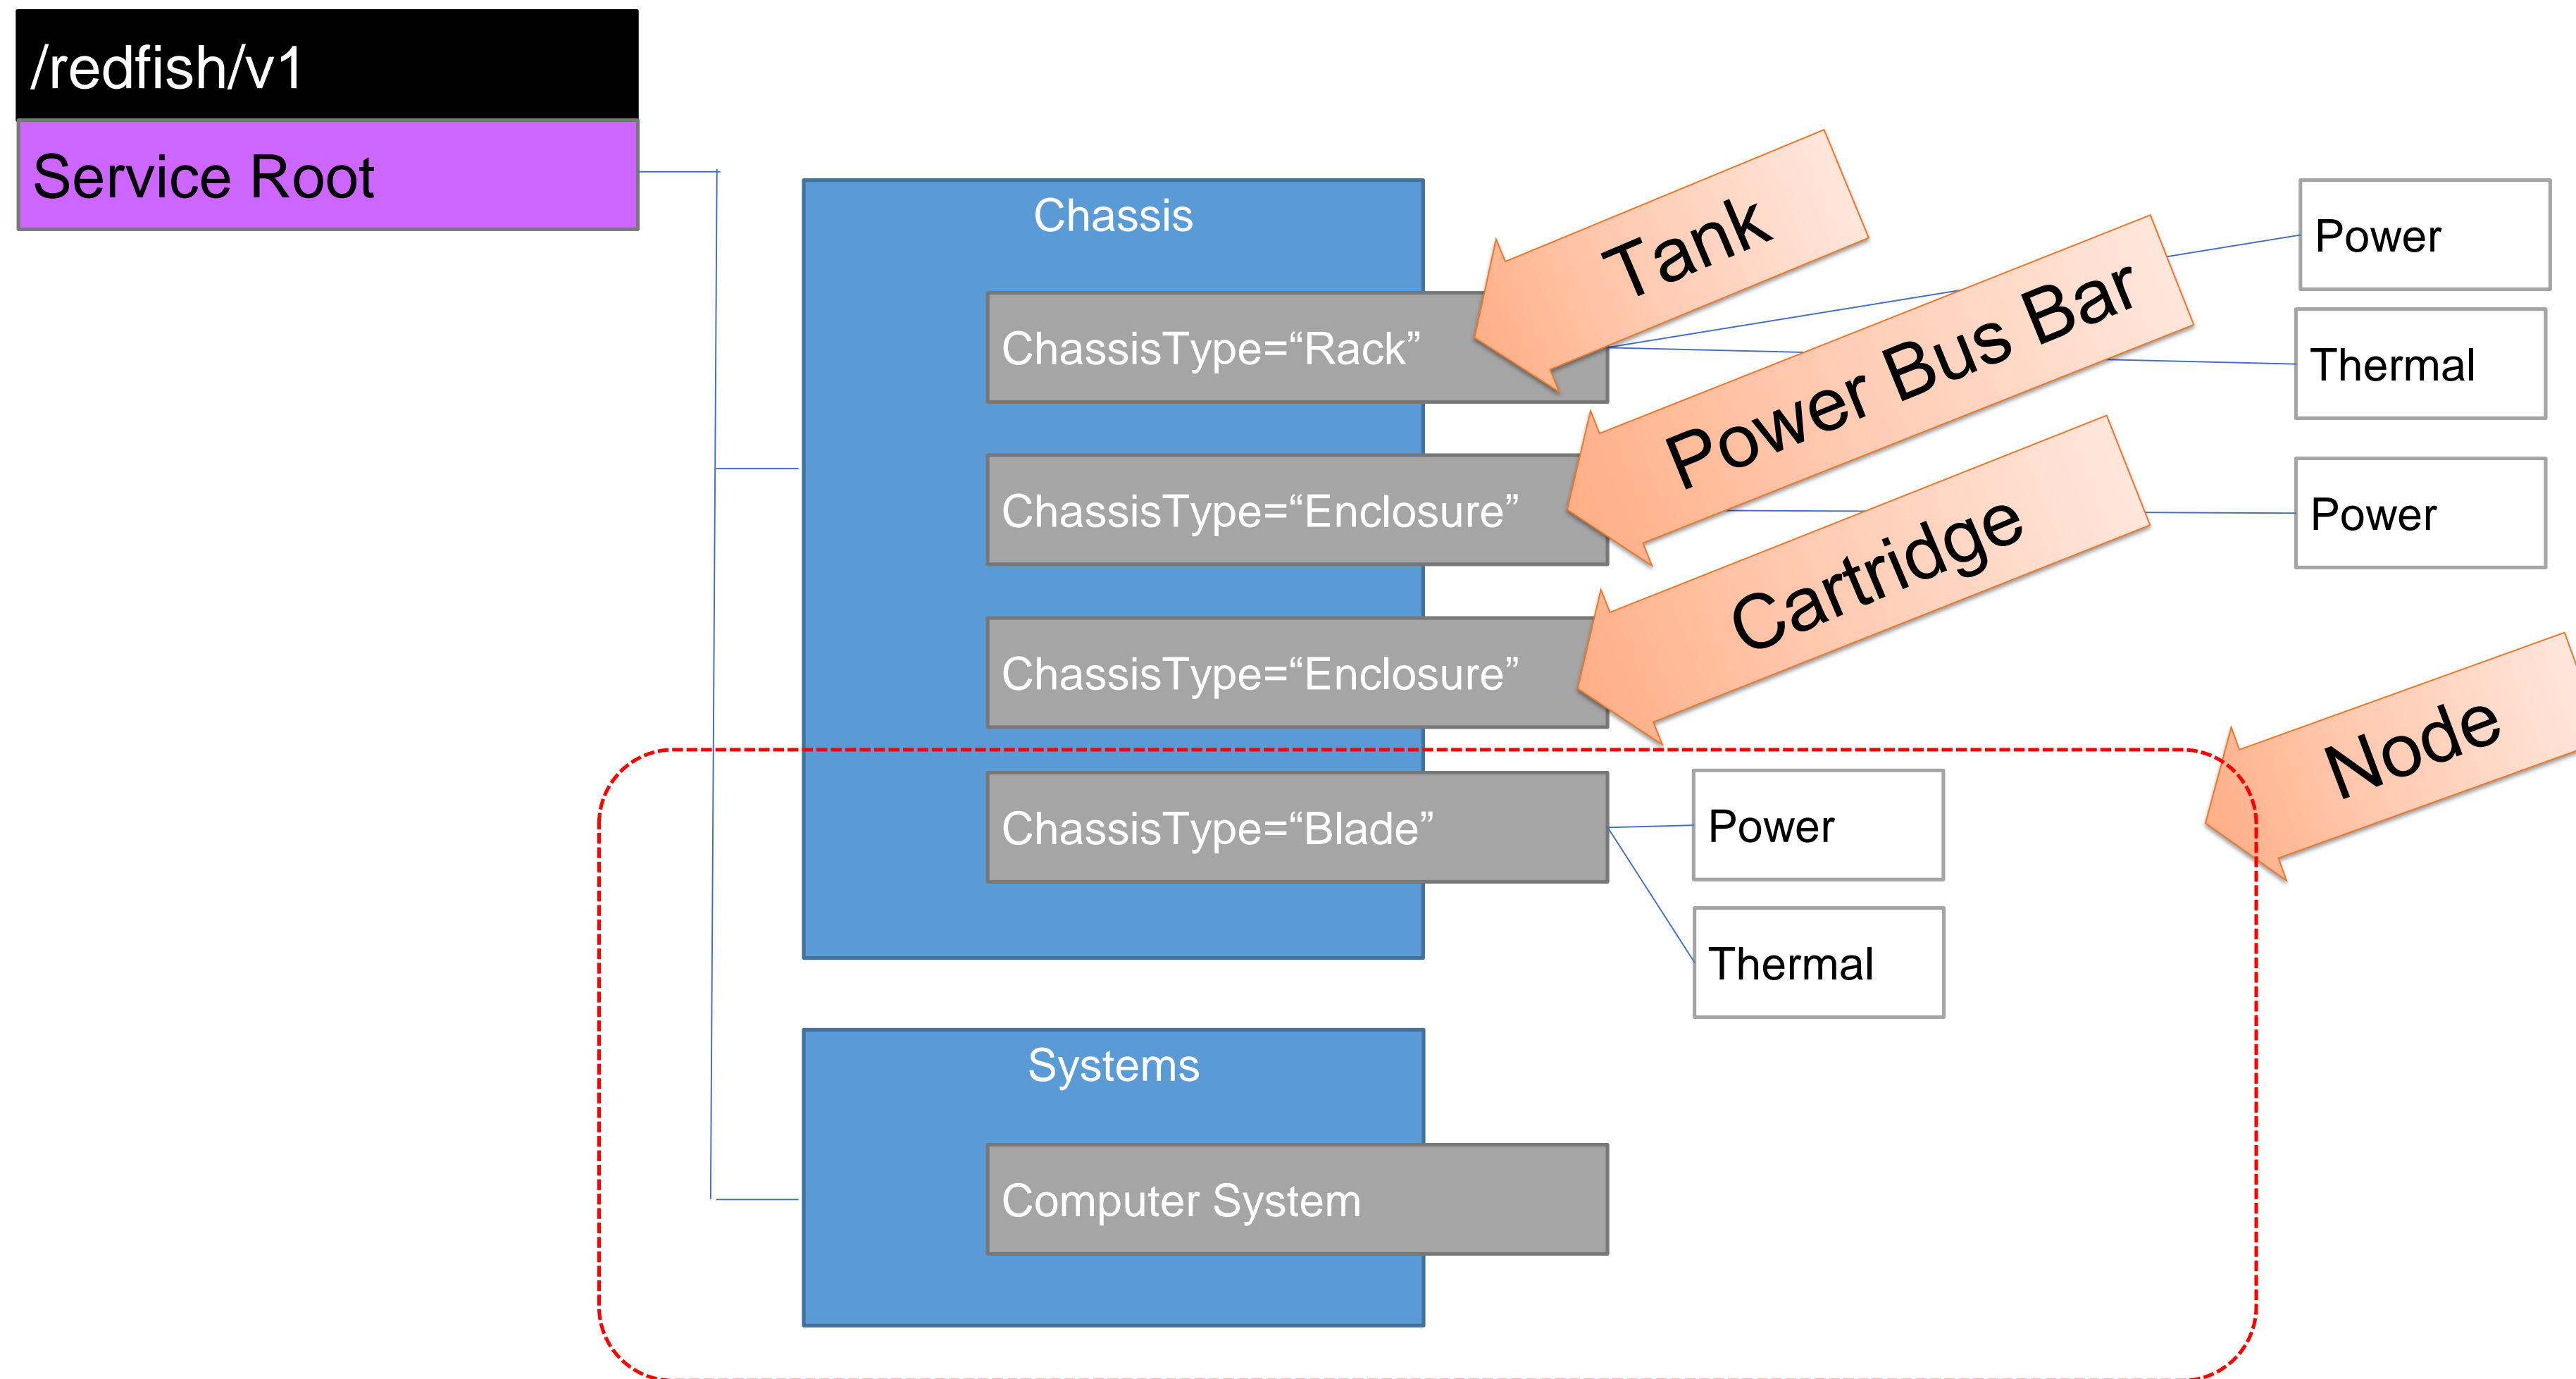 /redfish/v1
Service Root
Chassis
Tank
Power
ChassisType=“Rack”
Thermal
Power Bus Bar
ChassisType=“Enclosure”
Power
Cartridge
ChassisType=“Enclosure”
Node
ChassisType=“Blade”
Power
Thermal
Systems
Computer System